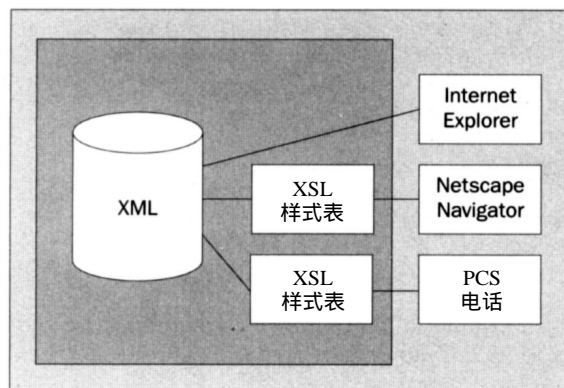 Internet
Explorer
XML
XSL
样式表
Netscape
Navigator
XSL
样式表
PCS
电话